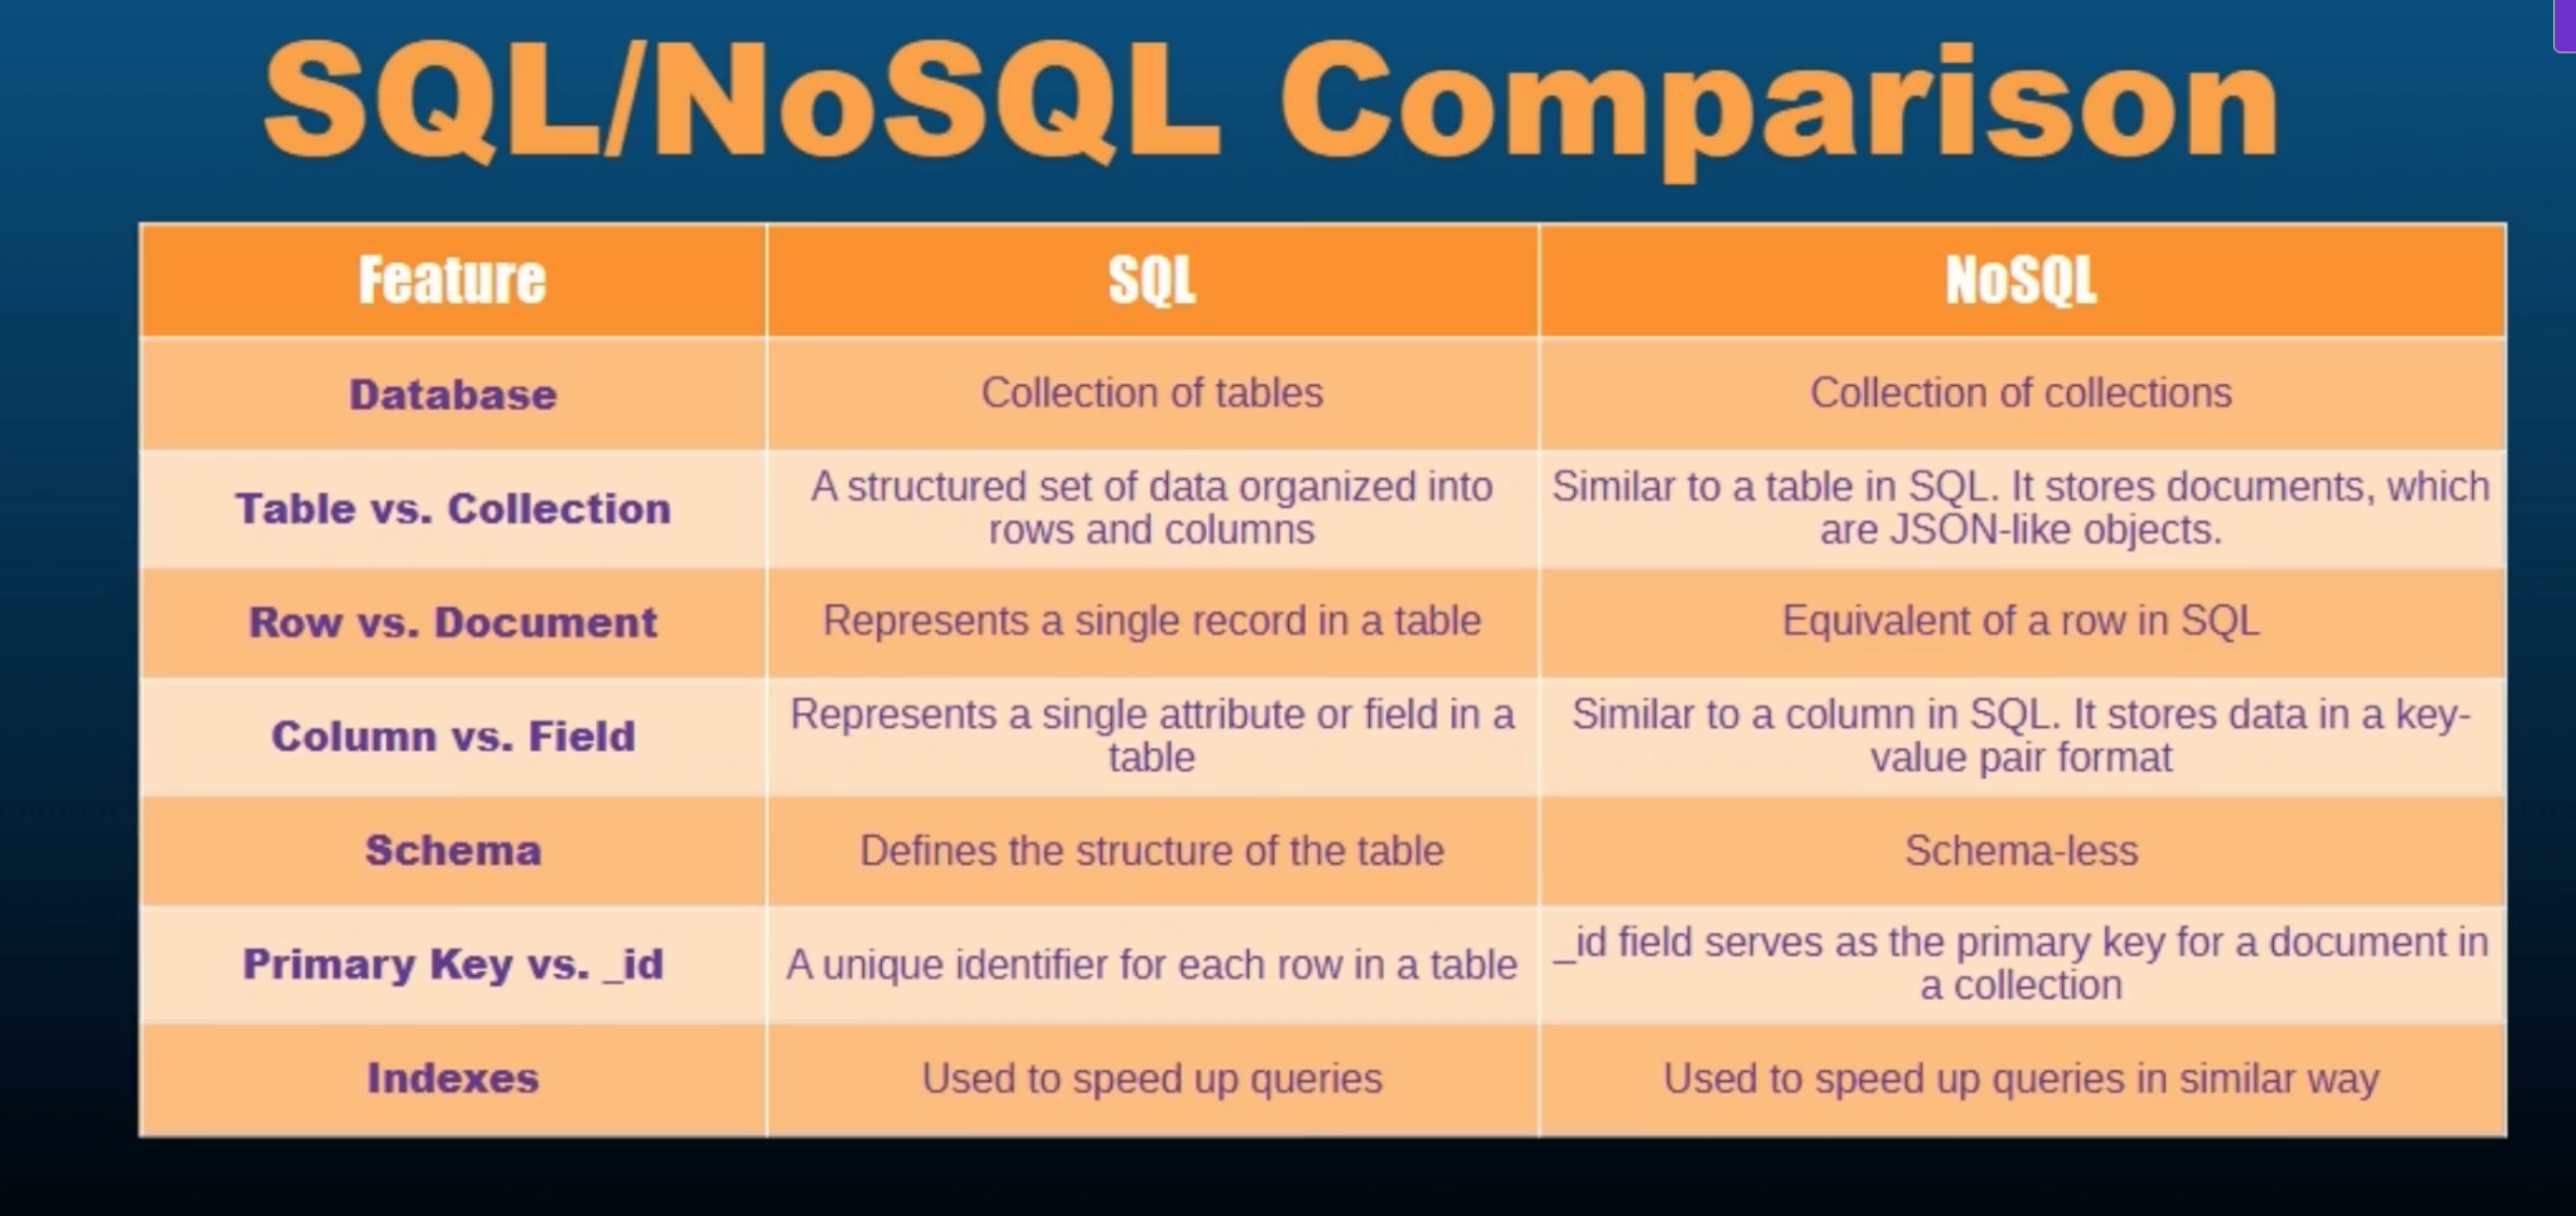 SQL/NoSQL Comparison
Feature
SQL
NoSQL
Database
Collection of tables
Collection of collections
Table vs. Collection
A structured set of data organized into
rows and columns
Similar to a table in SQL. It stores documents, which
are JSON-like objects.
Row vs. Document
Represents a single record in a table
Equivalent of a row in SQL
Column vs. Field
Represents a single attribute or field in a
table
Similar to a column in SQL. It stores data in a key-
value pair format
Schema
Defines the structure of the table
Schema-less
Primary Key vs. _id
A unique identifier for each row in a table
_id field serves as the primary key for a document in
a collection
Indexes
Used to speed up queries
Used to speed up queries in similar way